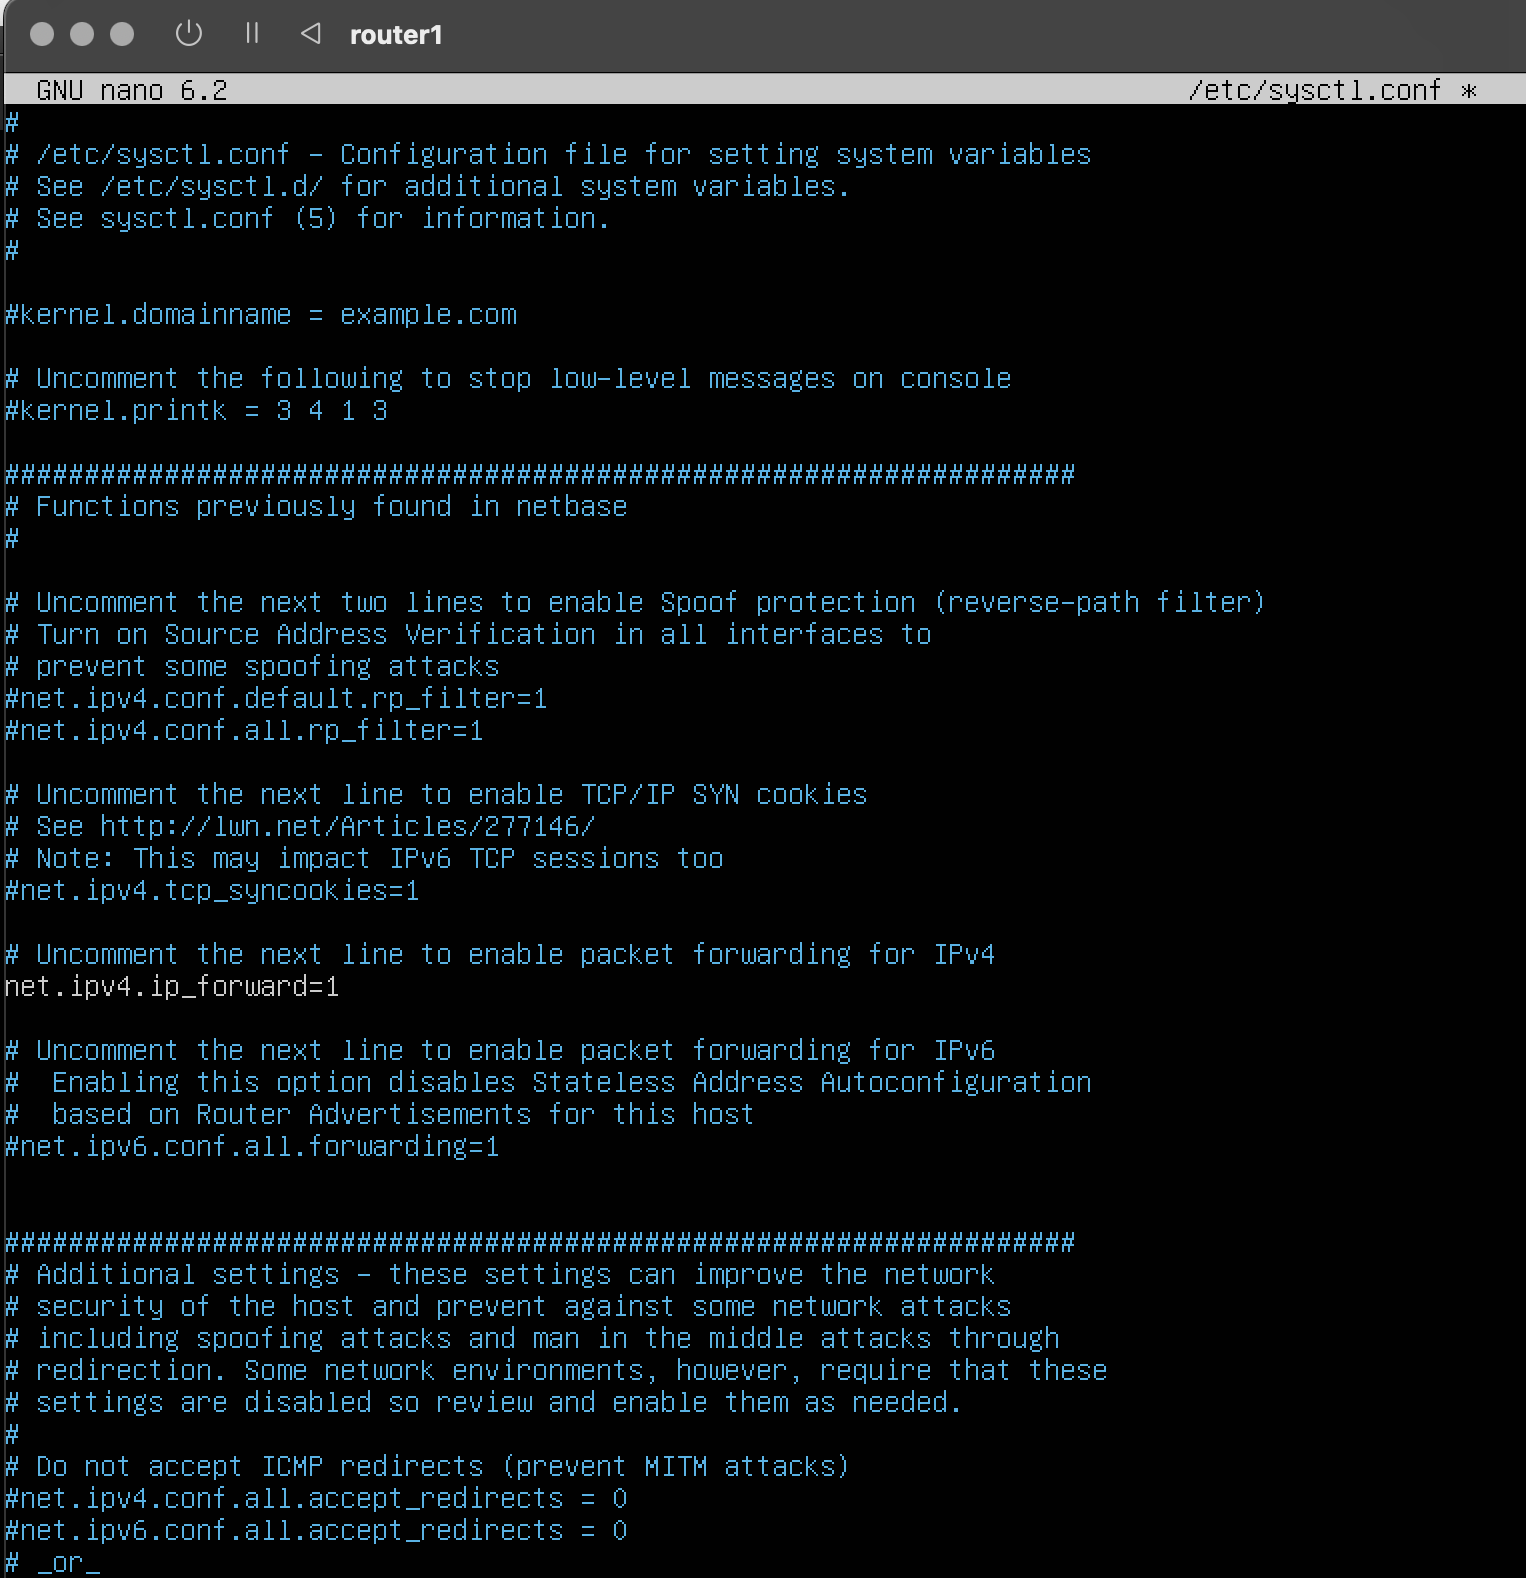 router1
GNU nano 6.2 /etc/sysctl.conf *
#
# /etc/sysctl.conf - Configuration file for setting system variables
# See /etc/sysctl.d/ for additional system variables.
# See sysctl.conf (5) for information.
#
#kernel.domainname = example.com
# Uncomment the following to stop low-level messages on console
#kernel.printk = 3 4 1 3
###################################################################
# Functions previously found in netbase
#
# Uncomment the next two lines to enable Spoof protection (reverse-path filter)
# Turn on Source Address Verification in all interfaces to
# prevent some spoofing attacks
#net.ipv4.conf.default.rp_filter=1
#net.ipv4.conf.all.rp_filter=1
# Uncomment the next line to enable TCP/IP SYN cookies
# See http://lwn.net/Articles/277146/
# Note: This may impact IPv6 TCP sessions too
#net.ipv4.tcp_syncookies=1
# Uncomment the next line to enable packet forwarding for IPv4
net.ipv4.ip_forward=1
# Uncomment the next line to enable packet forwarding for IPv6
#  Enabling this option disables Stateless Address Autoconfiguration
#  based on Router Advertisements for this host
#net.ipv6.conf.all.forwarding=1
###################################################################
# Additional settings - these settings can improve the network
# security of the host and prevent against some network attacks
# including spoofing attacks and man in the middle attacks through
# redirection. Some network environments, however, require that these
# settings are disabled so review and enable them as needed.
#
# Do not accept ICMP redirects (prevent MITM attacks)
#net.ipv4.conf.all.accept_redirects = 0
#net.ipv6.conf.all.accept_redirects = 0
# _or_